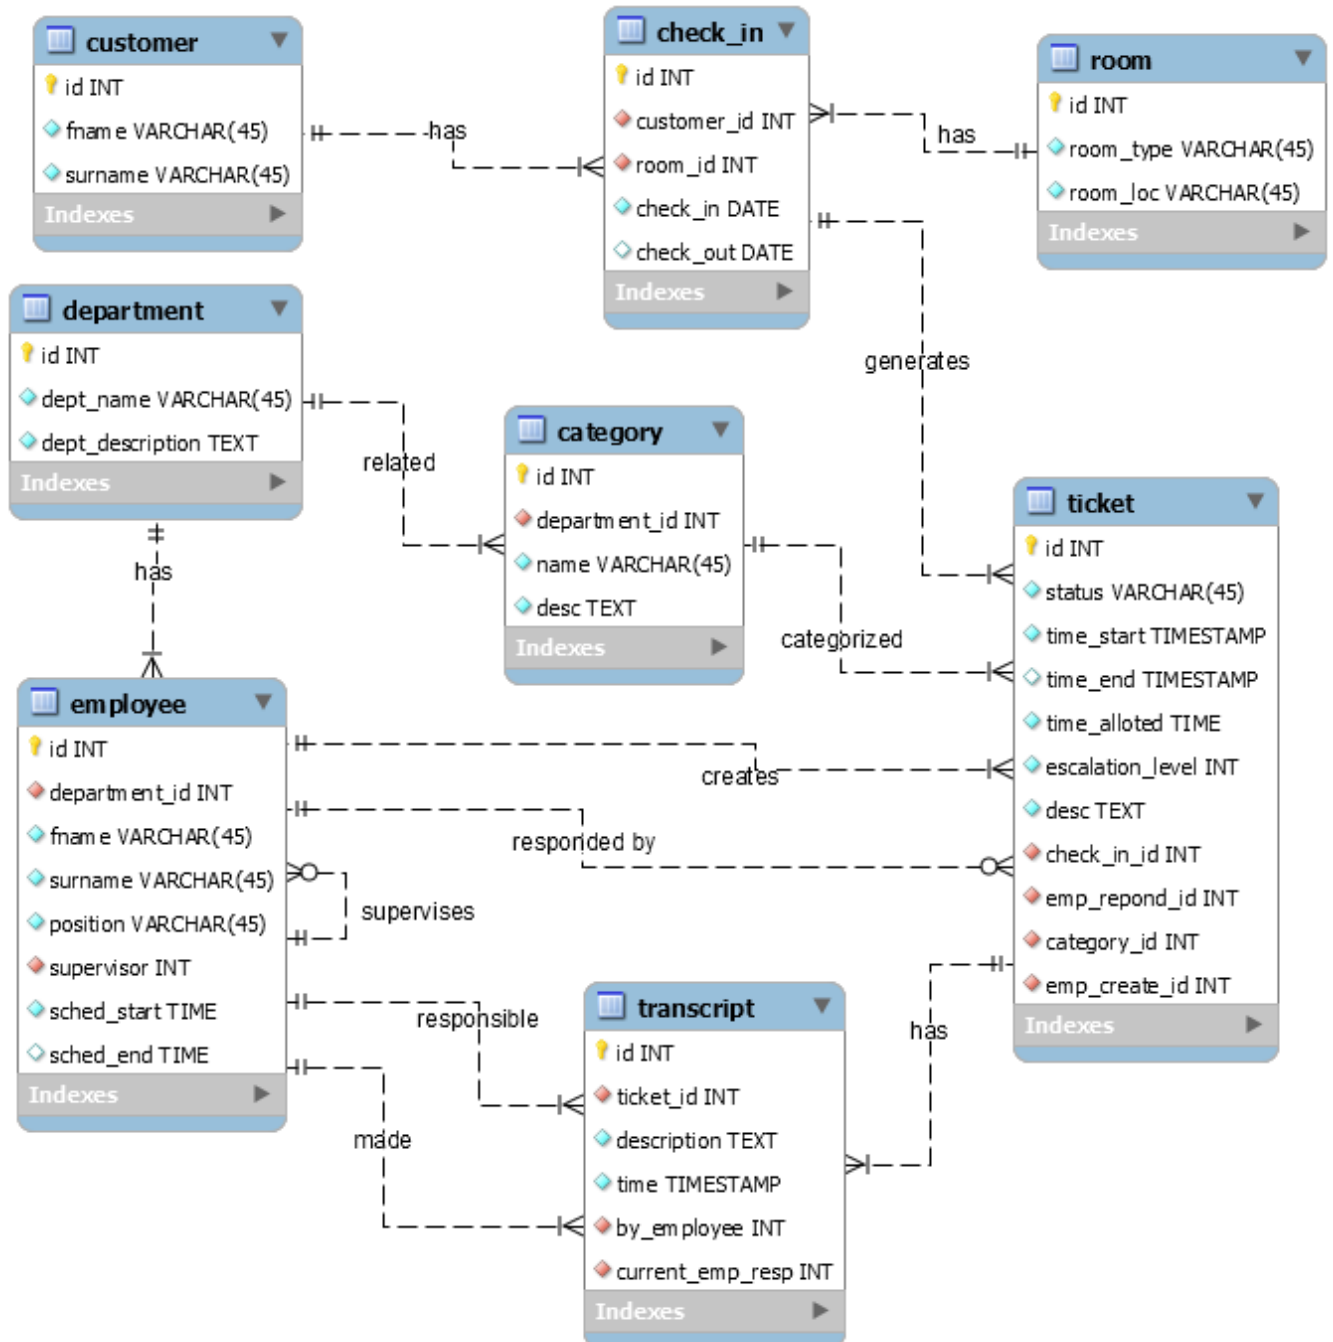 customer
id INT
fname VARCHAR(45)
surname VARCHAR(45)
Indexes
has
check_in
id INT
customer_id INT
room_id INT
check_in DATE
check_out DATE
Indexes
has
room
id INT
room_type VARCHAR(45)
room_loc VARCHAR(45)
Indexes
department
id INT
dept_name VARCHAR(45)
dept_description TEXT
Indexes
related
has
category
id INT
department_id INT
name VARCHAR(45)
desc TEXT
Indexes
generates
categorized
ticket
id INT
status VARCHAR(45)
time_start TIMESTAMP
time_end TIMESTAMP
time_alloted TIME
escalation_level INT
desc TEXT
check_in_id INT
emp_repond_id INT
category_id INT
emp_create_id INT
Indexes
employee
id INT
department_id INT
fname VARCHAR(45)
surname VARCHAR(45)
position VARCHAR(45)
supervisor INT
sched_start TIME
sched_end TIME
Indexes
creates
responded by
supervises
responsible
made
has
transcript
id INT
ticket_id INT
description TEXT
time TIMESTAMP
by_employee INT
current_emp_resp INT
Indexes